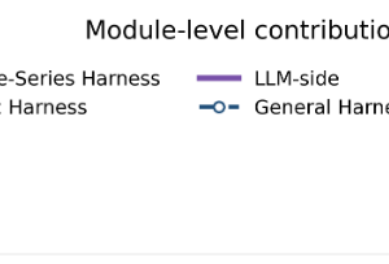 Module-level contributio
e-Series Harness LLM-side
t Harness General Harne